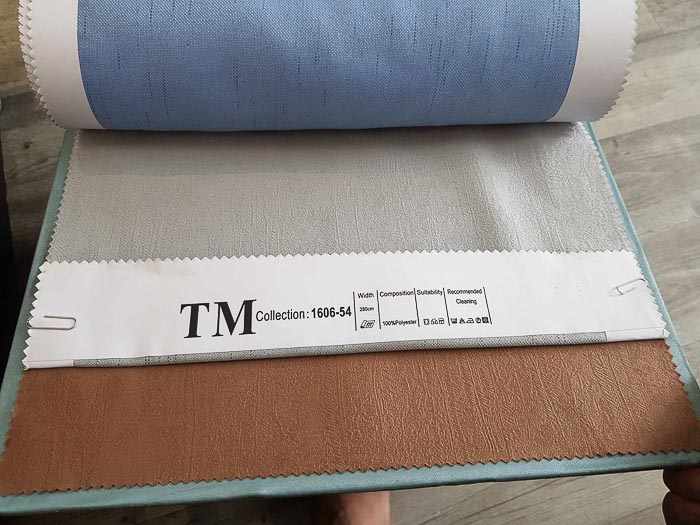 TM Collection: 1606-54
Width
280cm
Composition
100%Polyester
Suitability
Recommended
Cleaning